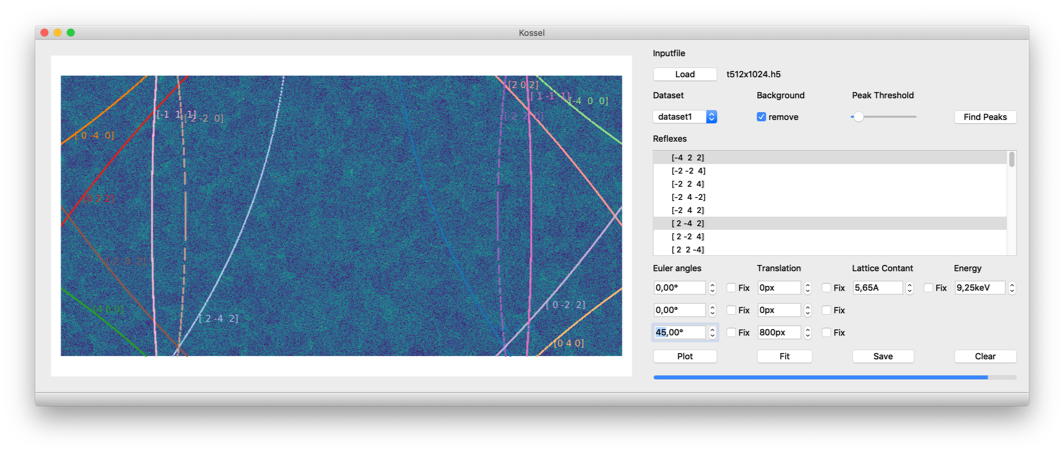 Kossel
Inputfile
Load t512x1024.h5
Dataset Background Peak Threshold
dataset1 remove Find Peaks
Reflexes
[-4 2 2]
[-2 -2 4]
[-2 2 4]
[-2 4 -2]
[-2 4 2]
[ 2 -4 2]
[ 2 -2 4]
[ 2 2 -4]
Euler angles Translation Lattice Contant Energy
0,00° Fix 0px Fix 5,65A Fix 9,25keV
0,00° Fix 0px Fix
45,00° Fix 800px Fix
Plot Fit Save Clear
[2 0 2]
[ 1 -1 1]
[-4 0 0]
[-1 1 1]
[ 0 -4 0]
[ 0 -2 2]
[ 2 -4 2]
[0 4 0]